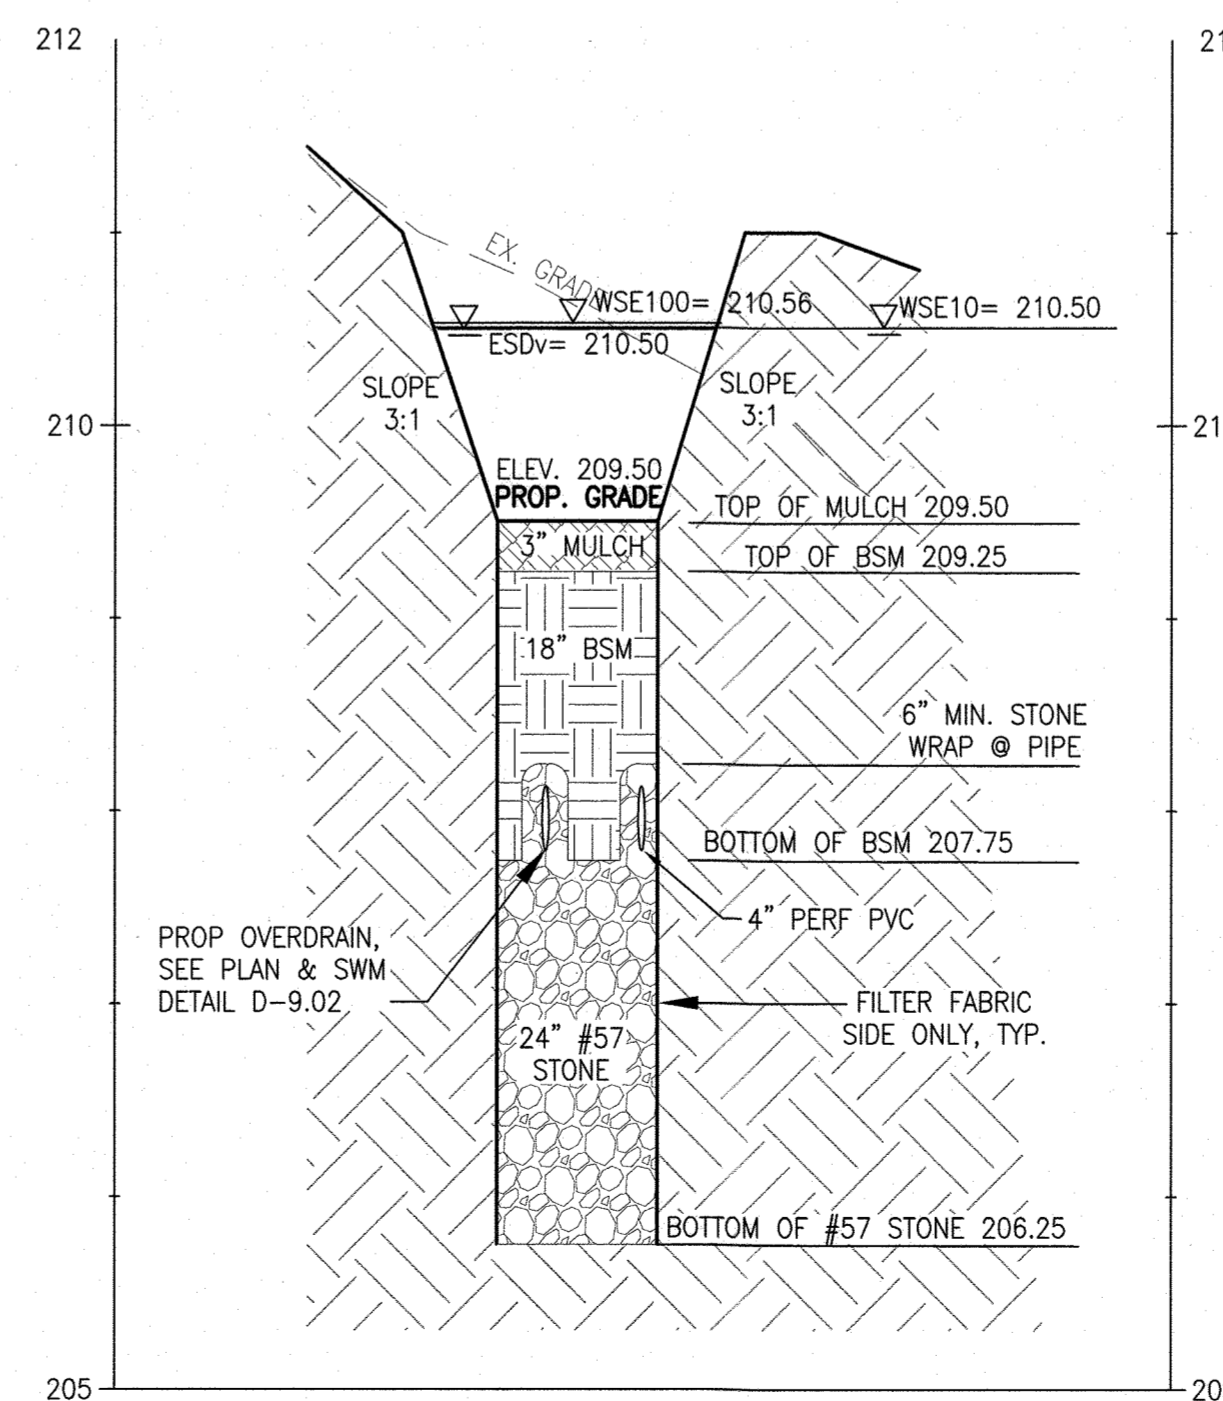 212
21
EX. GRADE
WSE100= 210.56
WSE10= 210.50
ESDv= 210.50
SLOPE
3:1
SLOPE
3:1
210
21
ELEV. 209.50
PROP. GRADE
TOP OF MULCH 209.50
3" MULCH
TOP OF BSM 209.25
18" BSM
6" MIN. STONE
WRAP @ PIPE
BOTTOM OF BSM 207.75
4" PERF PVC
PROP OVERDRAIN,
SEE PLAN & SWM
DETAIL D-9.02
FILTER FABRIC
SIDE ONLY, TYP.
24" #57
STONE
BOTTOM OF #57 STONE 206.25
205
20